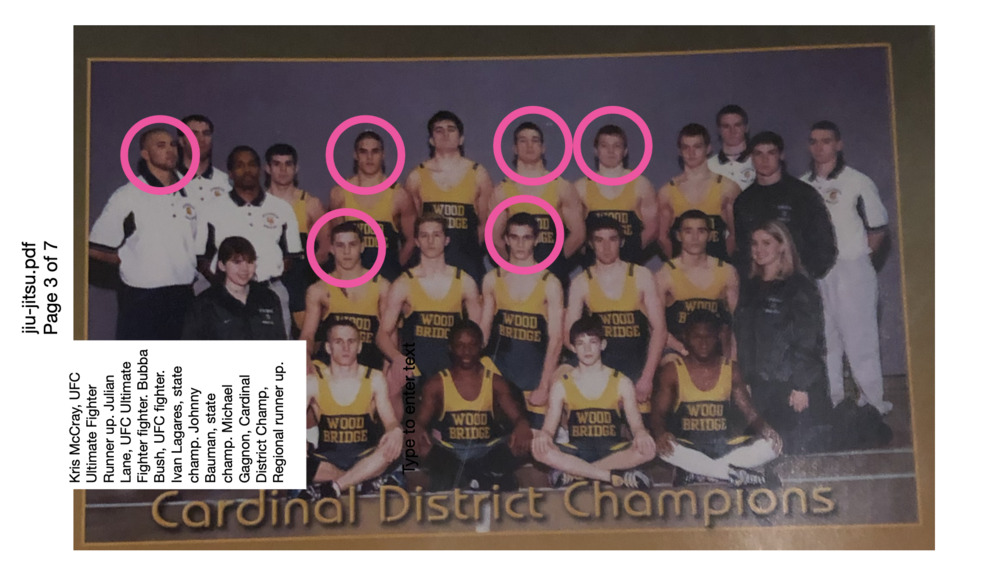 jiu-jitsu.pdf
Page 3 of 7
Kris McCray, UFC
Ultimate Fighter
Runner up. Julian
Lane, UFC Ultimate
Fighter fighter. Bubba
Bush, UFC fighter.
Ivan Lagares, state
champ. Johnny
Bauman, state
champ. Michael
Gagnon, Cardinal
District Champ,
Regional runner up.
Type to enter text
WOOD
WOOD
BRIDGE
WOOD
BRIDGE
WOOD
BRIDGE
WOOD
BRIDGE
WOOD
BRIDGE
WOOD
BRIDGE
WOOD
BRIDGE
Cardinal District Champions